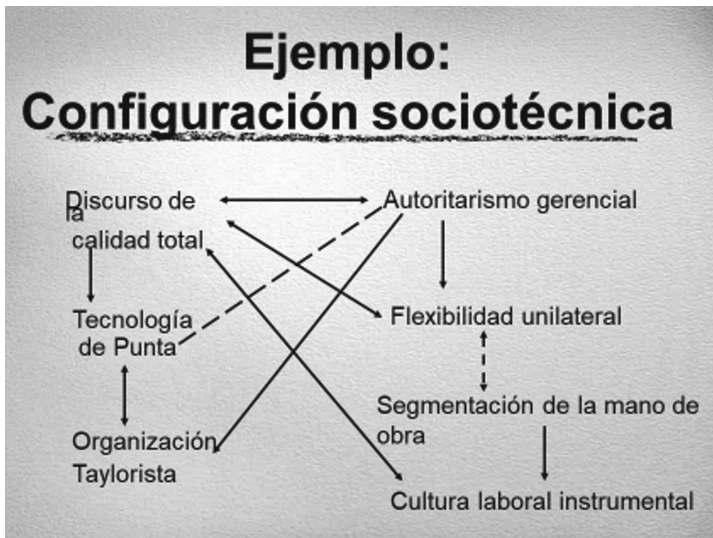 Ejemplo:
Configuración sociotécnica
Discurso de
la
calidad total
Autoritarismo gerencial
Tecnología
de Punta
Flexibilidad unilateral
Organización
Taylorista
Segmentación de la mano de
obra
Cultura laboral instrumental